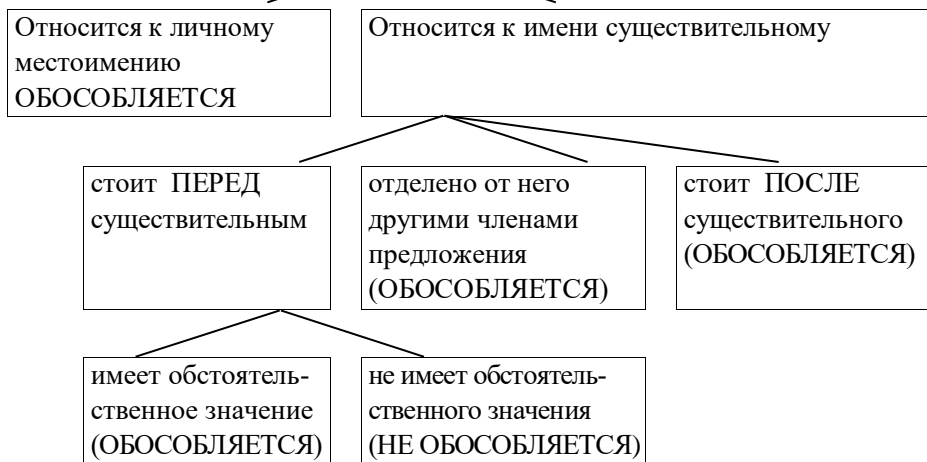 Относится к личному
местоимению
ОБОСОБЛЯЕТСЯ
Относится к имени существительному
стоит ПЕРЕД
существительным
отделено от него
другими членами
предложения
(ОБОСОБЛЯЕТСЯ)
стоит ПОСЛЕ
существительного
(ОБОСОБЛЯЕТСЯ)
имеет обстоятель-
ственное значение
(ОБОСОБЛЯЕТСЯ)
не имеет обстоятель-
ственного значения
(НЕ ОБОСОБЛЯЕТСЯ)